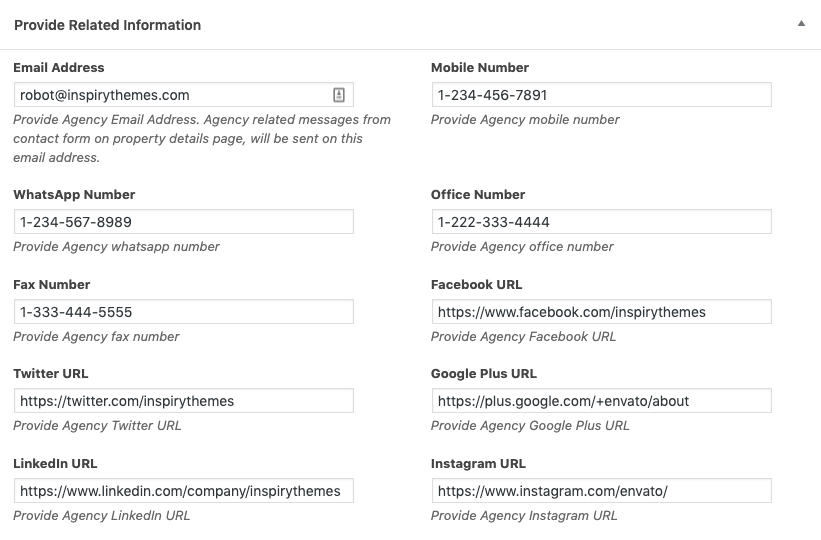 Provide Related Information
Email Address
robot@inspirythemes.com
Provide Agency Email Address. Agency related messages from
contact form on property details page, will be sent on this
email address.
Mobile Number
1-234-456-7891
Provide Agency mobile number
WhatsApp Number
1-234-567-8989
Provide Agency whatsapp number
Office Number
1-222-333-4444
Provide Agency office number
Fax Number
1-333-444-5555
Provide Agency fax number
Facebook URL
https://www.facebook.com/inspirythemes
Provide Agency Facebook URL
Twitter URL
https://twitter.com/inspirythemes
Provide Agency Twitter URL
Google Plus URL
https://plus.google.com/+envato/about
Provide Agency Google Plus URL
LinkedIn URL
https://www.linkedin.com/company/inspirythemes
Provide Agency LinkedIn URL
Instagram URL
https://www.instagram.com/envato/
Provide Agency Instagram URL